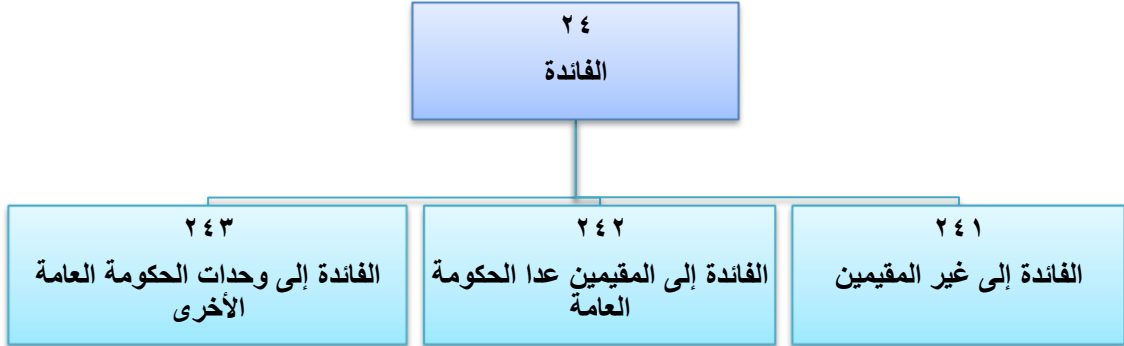 ٢٤
الفائدة
٢٤١
الفائدة إلى غير المقيمين
٢٤٢
الفائدة إلى المقيمين عدا الحكومة
العامة
٢٤٣
الفائدة إلى وحدات الحكومة العامة
الأخرى